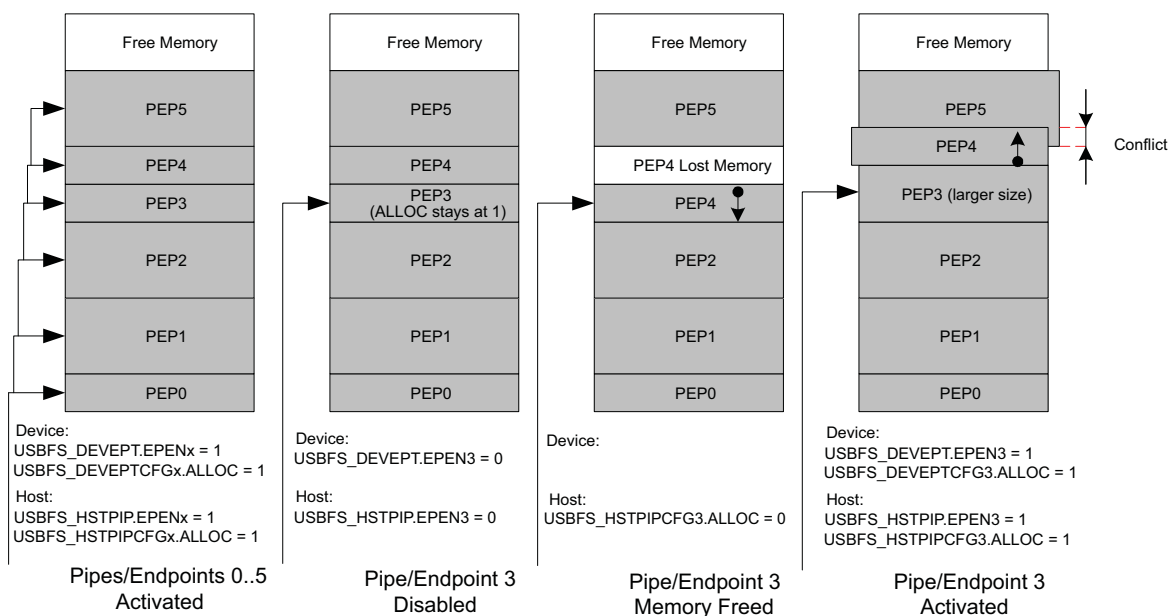 Free Memory
PEP5
PEP4
PEP3
PEP2
PEP1
PEP0
Device:
USBFS_DEVEPT.EPENx = 1
USBFS_DEVEPTCFGx.ALLOC = 1
Host:
USBFS_HSTPIP.EPENx = 1
USBFS_HSTPIPCFGx.ALLOC = 1
Pipes/Endpoints 0..5
Activated
Free Memory
PEP5
PEP4
PEP3
(ALLOC stays at 1)
PEP2
PEP1
PEP0
Device:
USBFS_DEVEPT.EPEN3 = 0
Host:
USBFS_HSTPIP.EPEN3 = 0
Pipe/Endpoint 3
Disabled
Free Memory
PEP5
PEP4 Lost Memory
PEP4
PEP2
PEP1
PEP0
Device:
Host:
USBFS_HSTPIPCFG3.ALLOC = 0
Pipe/Endpoint 3
Memory Freed
Free Memory
PEP5
PEP4
Conflict
PEP3 (larger size)
PEP2
PEP1
PEP0
Device:
USBFS_DEVEPT.EPEN3 = 1
USBFS_DEVEPTCFG3.ALLOC = 1
Host:
USBFS_HSTPIP.EPEN3 = 1
USBFS_HSTPIPCFG3.ALLOC = 1
Pipe/Endpoint 3
Activated